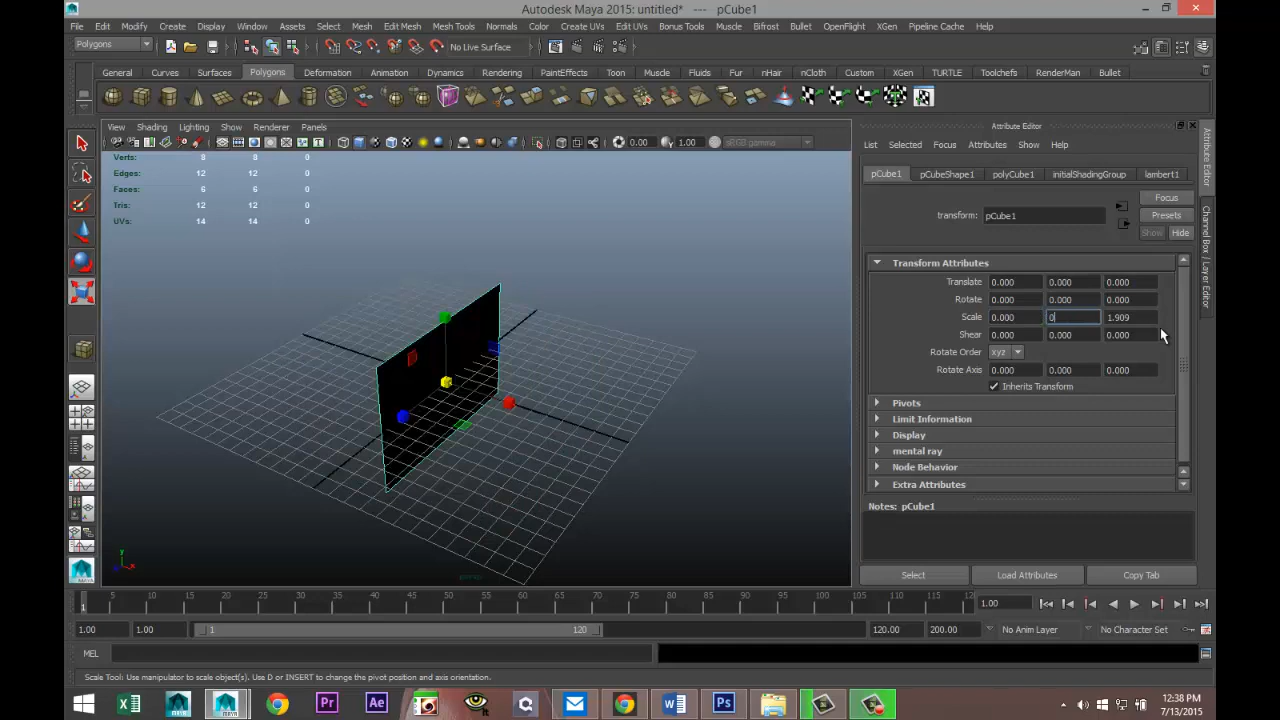 Autodesk Maya 2015: untitled* --- pCube1
File Edit Modify Create Display Window Assets Select Mesh Edit Mesh Mesh Tools Normals Color Create UVs Edit UVs Bonus Tools Muscle Bifrost Bullet OpenFlight XGen Pipeline Cache Help
Polygons No Live Surface
General Curves Surfaces Polygons Deformation Animation Dynamics Rendering PaintEffects Toon Muscle Fluids Fur nHair nCloth Custom XGen TURTLE Toolchefs RenderMan Bullet
View Shading Lighting Show Renderer Panels
0.00 1.00 sRGB gamma
Verts: 8 8 0
Edges: 12 12 0
Faces: 6 6 0
Tris: 12 12 0
UVs: 14 14 0
y
x
persp
Attribute Editor
List Selected Focus Attributes Show Help
pCube1 pCubeShape1 polyCube1 initialShadingGroup lambert1
transform: pCube1
Focus
Presets
Show Hide
Transform Attributes
Translate 0.000 0.000 0.000
Rotate 0.000 0.000 0.000
Scale 0.000 0 1.909
Shear 0.000 0.000 0.000
Rotate Order xyz
Rotate Axis 0.000 0.000 0.000
Inherits Transform
Pivots
Limit Information
Display
mental ray
Node Behavior
Extra Attributes
Notes: pCube1
Select Load Attributes Copy Tab
Attribute Editor
Channel Box / Layer Editor
1 5 10 15 20 25 30 35 40 45 50 55 60 65 70 75 80 85 90 95 100 105 110 115 12 1.00
1.00 1.00 1 120 120.00 200.00 No Anim Layer No Character Set
MEL
Scale Tool: Use manipulator to scale object(s). Use D or INSERT to change the pivot position and axis orientation.
12:38 PM
7/13/2015